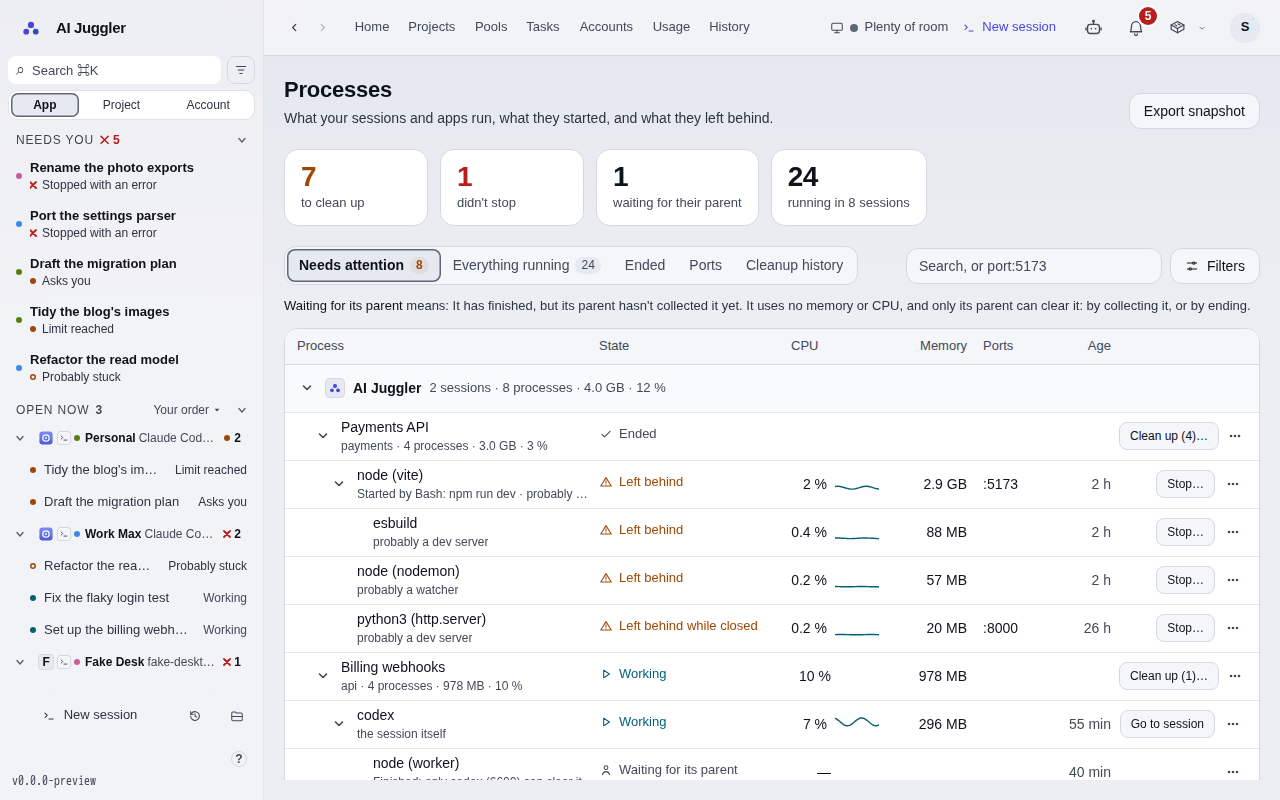 AI Juggler
Search ⌘K
App Project Account
NEEDS YOU 5
Rename the photo exports
Stopped with an error
Port the settings parser
Stopped with an error
Draft the migration plan
Asks you
Tidy the blog's images
Limit reached
Refactor the read model
Probably stuck
OPEN NOW 3 Your order
Personal Claude Cod… 2
Tidy the blog's im… Limit reached
Draft the migration plan Asks you
Work Max Claude Co… 2
Refactor the rea… Probably stuck
Fix the flaky login test Working
Set up the billing webh… Working
F Fake Desk fake-deskt… 1
New session
?
v0.0.0-preview
Home Projects Pools Tasks Accounts Usage History
Plenty of room New session 5 S
Processes
What your sessions and apps run, what they started, and what they left behind.
Export snapshot
7
to clean up
1
didn't stop
1
waiting for their parent
24
running in 8 sessions
Needs attention 8 Everything running 24 Ended Ports Cleanup history
Search, or port:5173 Filters
Waiting for its parent means: It has finished, but its parent hasn't collected it yet. It uses no memory or CPU, and only its parent can clear it: by collecting it, or by ending.
Process State CPU Memory Ports Age
AI Juggler 2 sessions · 8 processes · 4.0 GB · 12 %
Payments API Ended Clean up (4)…
payments · 4 processes · 3.0 GB · 3 %
node (vite) Left behind 2 % 2.9 GB :5173 2 h Stop…
Started by Bash: npm run dev · probably …
esbuild Left behind 0.4 % 88 MB 2 h Stop…
probably a dev server
node (nodemon) Left behind 0.2 % 57 MB 2 h Stop…
probably a watcher
python3 (http.server) Left behind while closed 0.2 % 20 MB :8000 26 h Stop…
probably a dev server
Billing webhooks Working 10 % 978 MB Clean up (1)…
api · 4 processes · 978 MB · 10 %
codex Working 7 % 296 MB 55 min Go to session
the session itself
node (worker) Waiting for its parent — 40 min